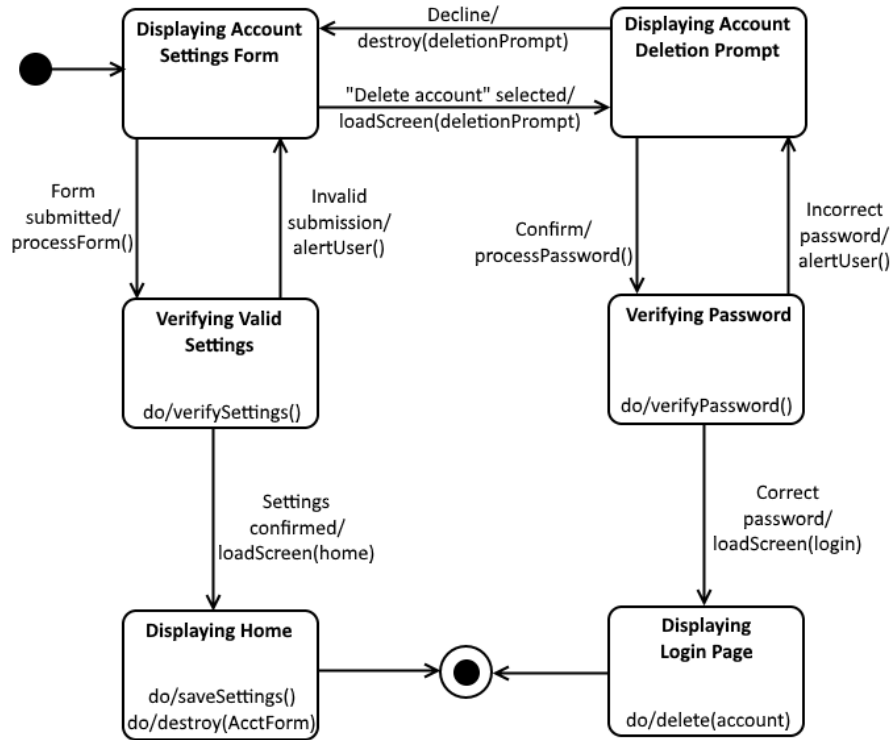 Displaying Account
Settings Form
Decline/
destroy(deletionPrompt)
Displaying Account
Deletion Prompt
"Delete account" selected/
loadScreen(deletionPrompt)
Form
submitted/
processForm()
Invalid
submission/
alertUser()
Confirm/
processPassword()
Incorrect
password/
alertUser()
Verifying Valid
Settings
do/verifySettings()
Verifying Password
do/verifyPassword()
Settings
confirmed/
loadScreen(home)
Correct
password/
loadScreen(login)
Displaying Home
do/saveSettings()
do/destroy(AcctForm)
Displaying
Login Page
do/delete(account)